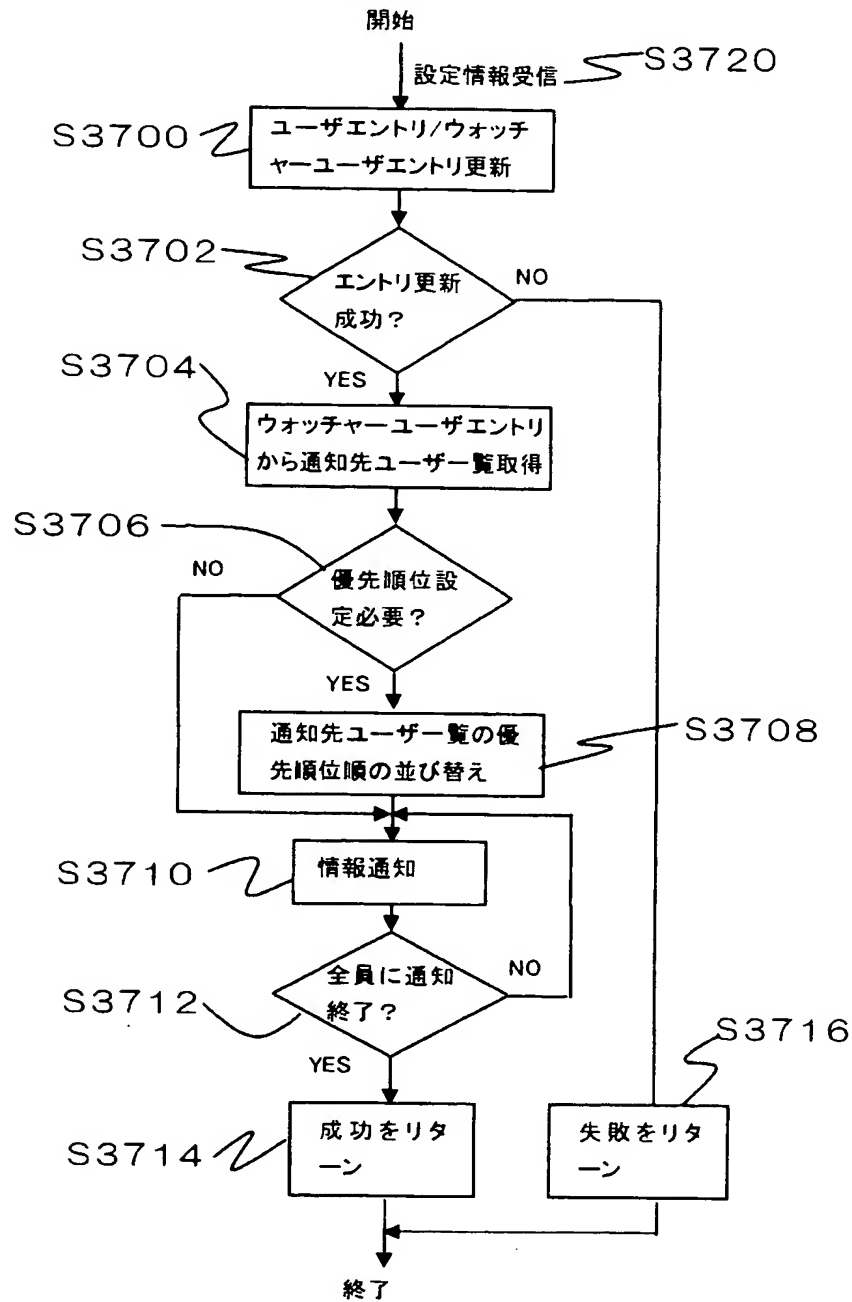 開始
設定情報受信
S3720
S3700
ユーザエントリ/ウォッチ
ャーユーザエントリ更新
S3702
エントリ更新
成功？
NO
YES
S3704
ウォッチャーユーザエントリ
から通知先ユーザー覧取得
S3706
NO
優先順位設
定必要？
YES
通知先ユーザー覧の優
先順位順の並び替え
S3708
S3710
情報通知
全員に通知
終了？
NO
S3712
YES
S3716
S3714
成功をリタ
ーン
失敗をリタ
ーン
終了